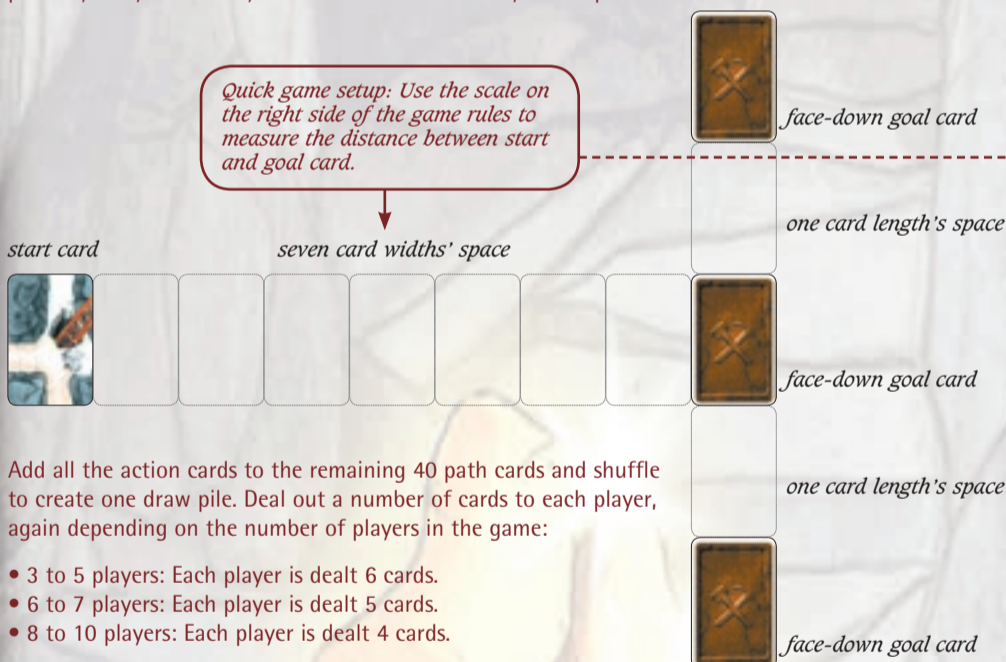 Quick game setup: Use the scale on
the right side of the game rules to
measure the distance between start
and goal card.
face-down goal card
one card length's space
start card
seven card widths' space
face-down goal card
one card length's space
Add all the action cards to the remaining 40 path cards and shuffle
to create one draw pile. Deal out a number of cards to each player,
again depending on the number of players in the game:
• 3 to 5 players: Each player is dealt 6 cards.
• 6 to 7 players: Each player is dealt 5 cards.
• 8 to 10 players: Each player is dealt 4 cards.
face-down goal card